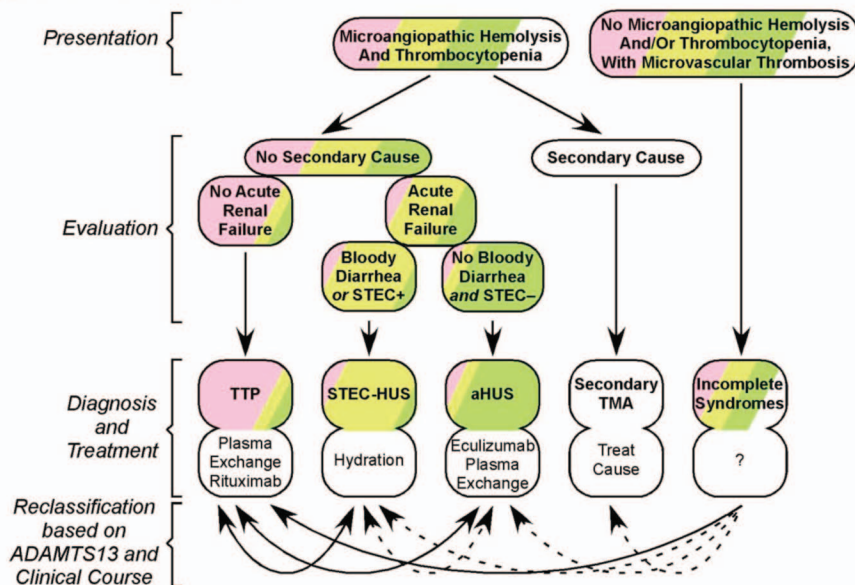 Presentation
Microangiopathic Hemolysis
And Thrombocytopenia
No Microangiopathic Hemolysis
And/Or Thrombocytopenia,
With Microvascular Thrombosis
Evaluation
No Secondary Cause
Secondary Cause
No Acute
Renal
Failure
Acute
Renal
Failure
Bloody
Diarrhea
or STEC+
No Bloody
Diarrhea
and STEC–
Diagnosis
and
Treatment
TTP
STEC-HUS
aHUS
Secondary
TMA
Incomplete
Syndromes
Plasma
Exchange
Rituximab
Hydration
Eculizumab
Plasma
Exchange
Treat
Cause
?
Reclassification
based on
ADAMTS13 and
Clinical Course